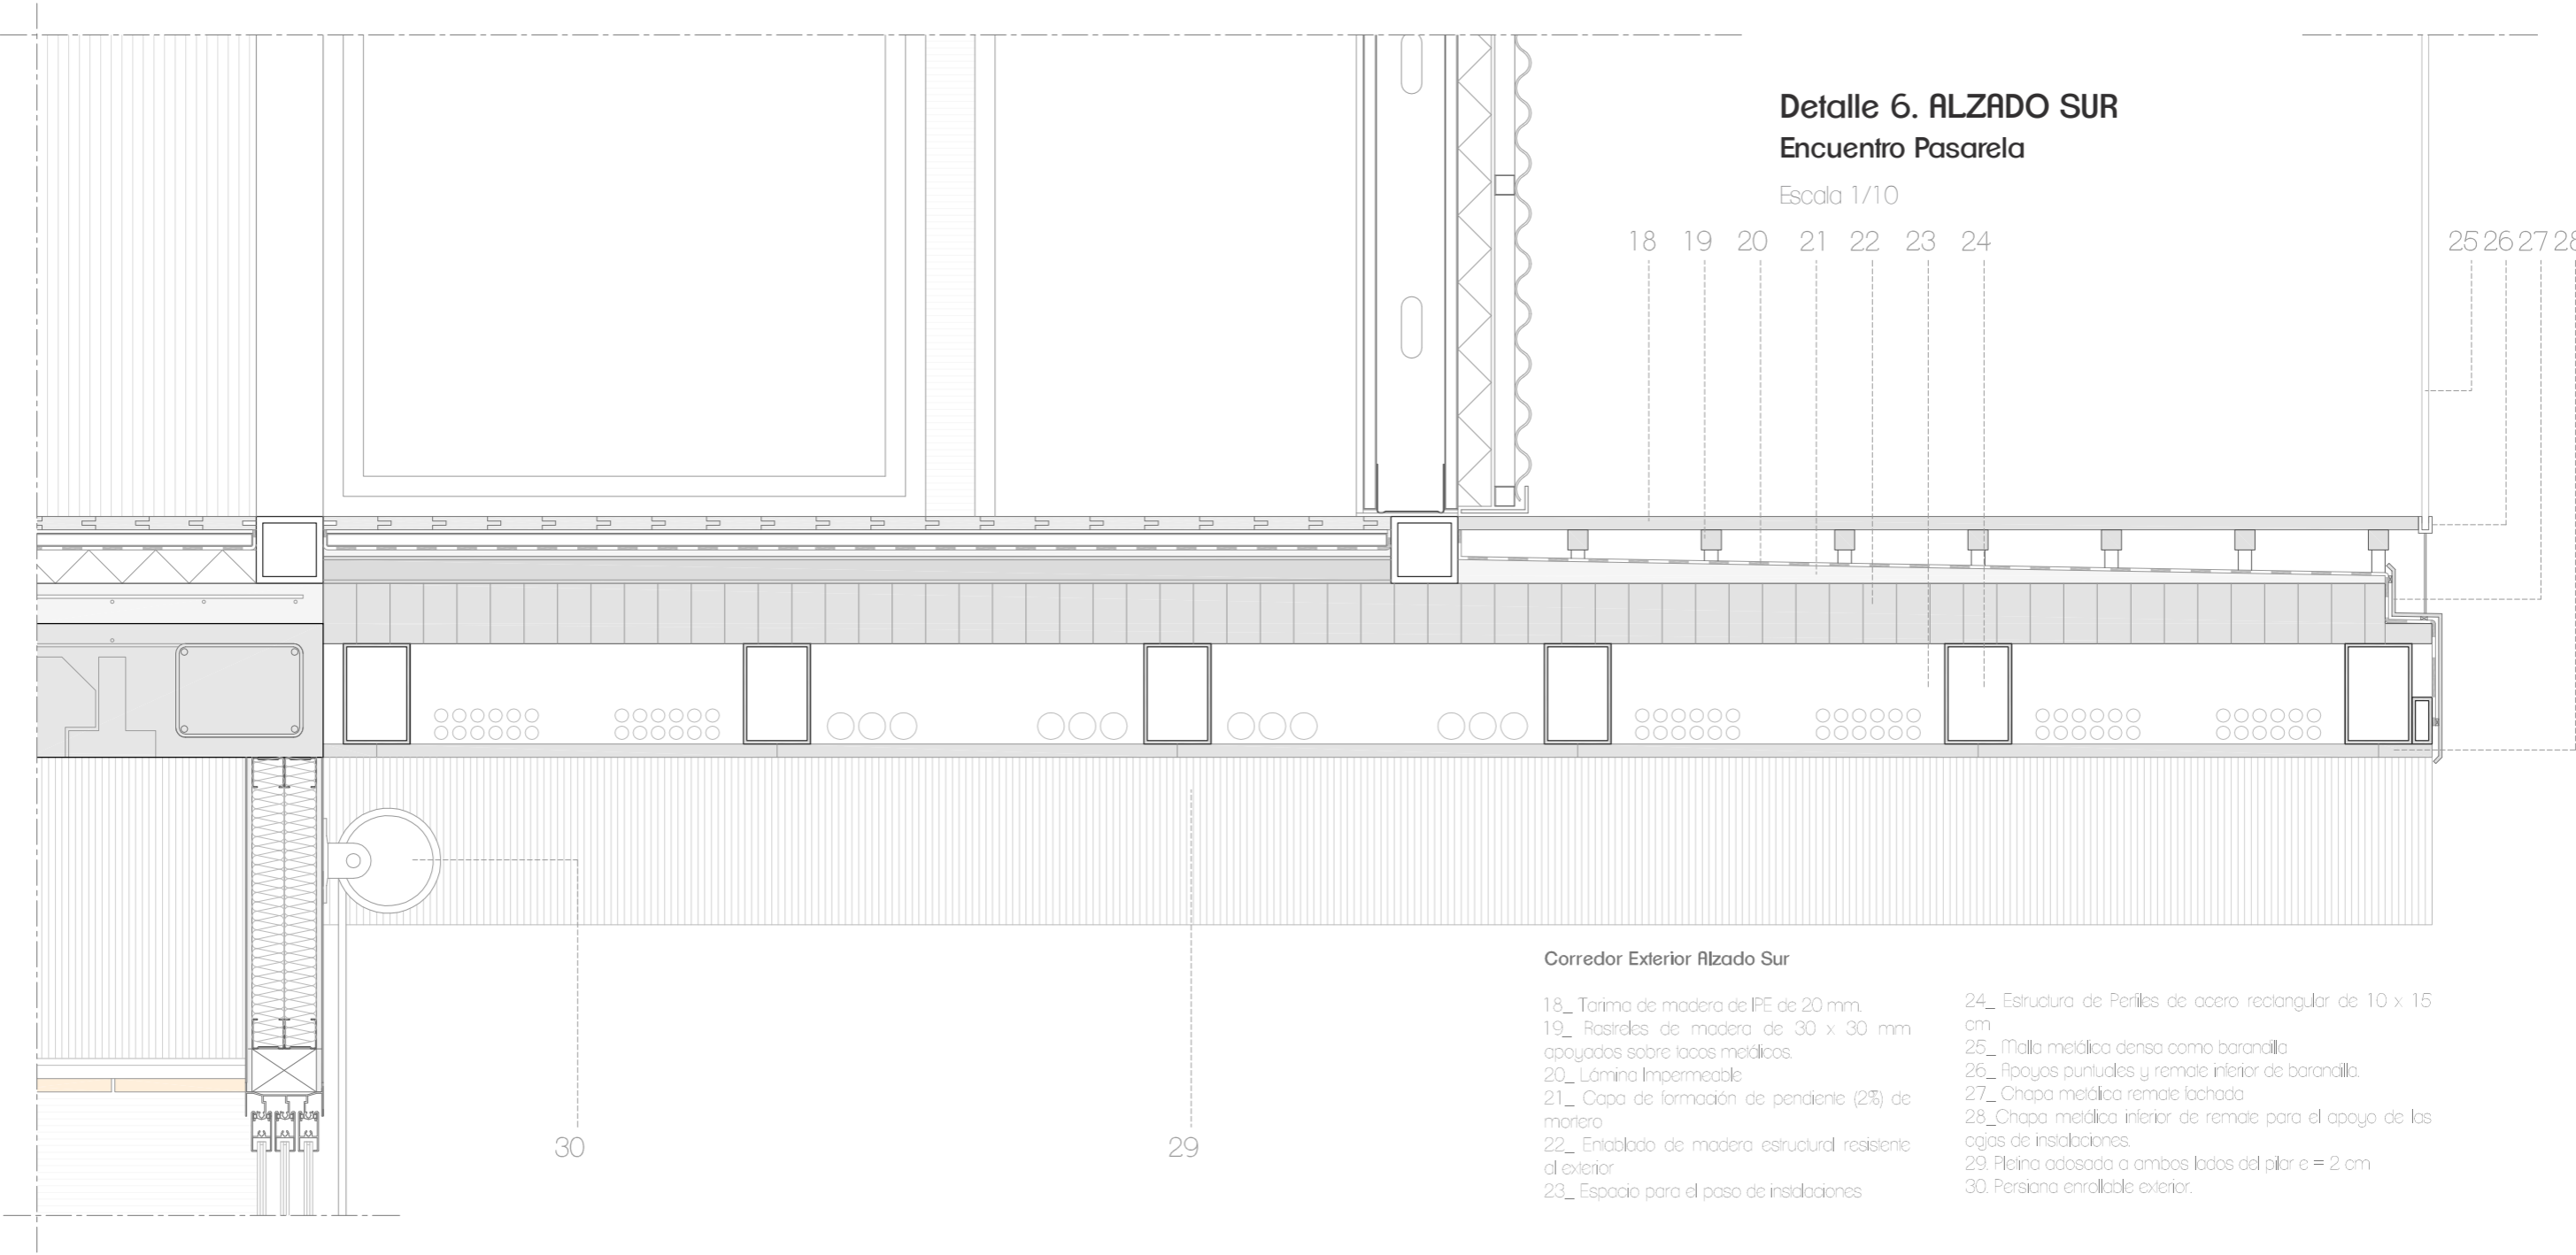 Detalle 6. ALZADO SUR
Encuentro Pasarela
Escala 1/10
18 19 20 21 22 23 24
25 26 27 28
30
29
Corredor Exterior Alzado Sur
18_ Tarima de madera de IPE de 20 mm.
19_ Rastreles de madera de 30 x 30 mm
apoyados sobre tacos metálicos.
20_ Lámina Impermeable
21_ Capa de formación de pendiente (2%) de
mortero
22_ Entablado de madera estructural resistente
al exterior
23_ Espacio para el paso de instalaciones
24_ Estructura de Perfiles de acero rectangular de 10 x 15
cm
25_ Malla metálica densa como barandilla
26_ Apoyos puntuales y remate inferior de barandilla.
27_ Chapa metálica remate fachada
28_Chapa metálica inferior de remate para el apoyo de las
cajas de instalaciones.
29. Pletina adosada a ambos lados del pilar e = 2 cm
30. Persiana enrollable exterior.